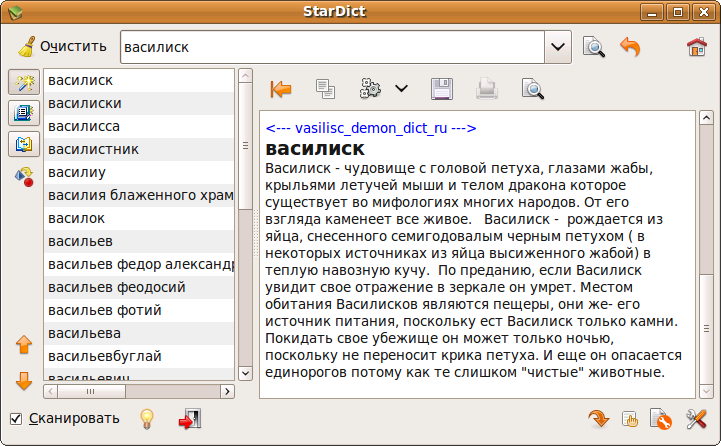 StarDict
Очистить
василиск
василиск
василиски
василисса
василистник
василиу
василия блаженного храм
василок
васильев
васильев федор александр
васильев феодосий
васильев фотий
васильева
васильевбуглай
васильевич
<--- vasilisc_demon_dict_ru --->
василиск
Василиск - чудовище с головой петуха, глазами жабы,
крыльями летучей мыши и телом дракона которое
существует во мифологиях многих народов. От его
взгляда каменеет все живое. Василиск - рождается из
яйца, снесенного семигодовалым черным петухом ( в
некоторых источниках из яйца высиженного жабой) в
теплую навозную кучу. По преданию, если Василиск
увидит свое отражение в зеркале он умрет. Местом
обитания Василисков являются пещеры, они же- его
источник питания, поскольку ест Василиск только камни.
Покидать свое убежище он может только ночью,
поскольку не переносит крика петуха. И еще он опасается
единорогов потому как те слишком "чистые" животные.
Сканировать